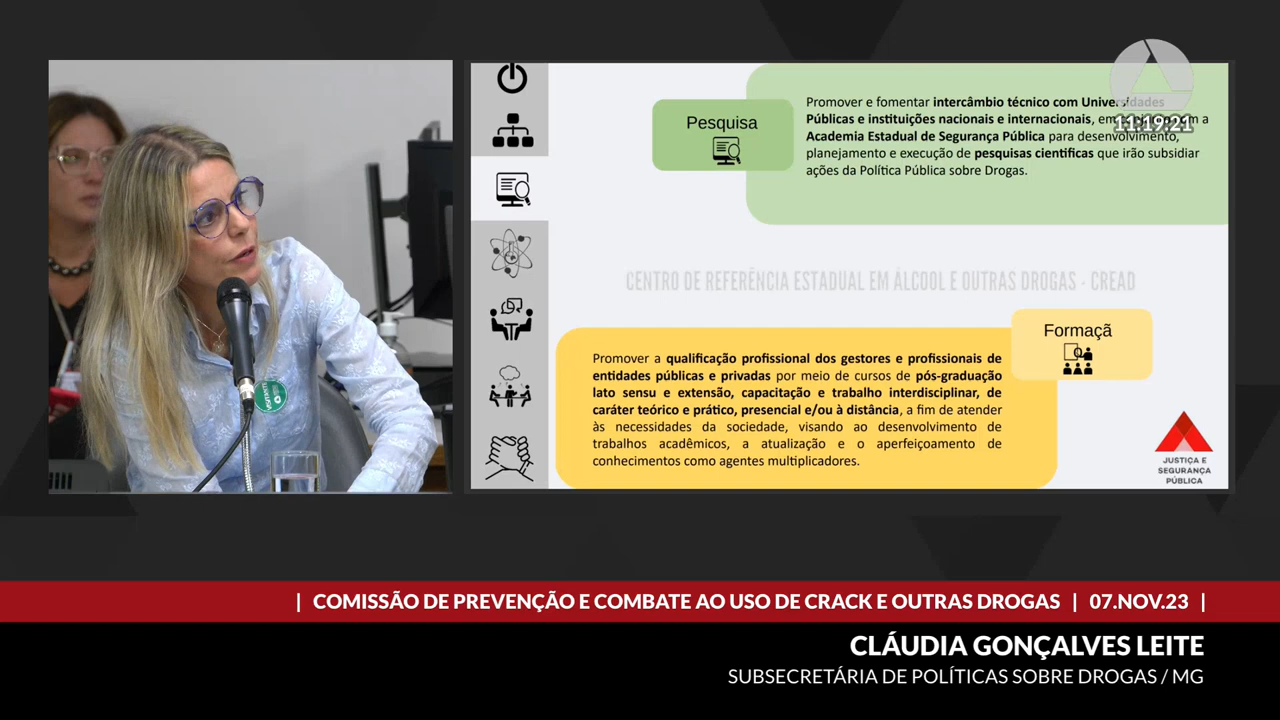 11:19:21
Pesquisa
Promover e fomentar intercâmbio técnico com Universidades
Públicas e instituições nacionais e internacionais, em a
Academia Estadual de Segurança Pública para desenvolvimento,
planejamento e execução de pesquisas científicas que irão subsidiar
ações da Política Pública sobre Drogas.
CENTRO DE REFERÊNCIA ESTADUAL EM ÁLCOOL E OUTRAS DROGAS - CREAD
Formaçã
Promover a qualificação profissional dos gestores e profissionais de
entidades públicas e privadas por meio de cursos de pós-graduação
lato sensu e extensão, capacitação e trabalho interdisciplinar, de
caráter teórico e prático, presencial e/ou à distância, a fim de atender
às necessidades da sociedade, visando ao desenvolvimento de
trabalhos acadêmicos, a atualização e o aperfeiçoamento de
conhecimentos como agentes multiplicadores.
JUSTIÇA E
SEGURANÇA
PÚBLICA
| COMISSÃO DE PREVENÇÃO E COMBATE AO USO DE CRACK E OUTRAS DROGAS | 07.NOV.23 |
CLÁUDIA GONÇALVES LEITE
SUBSECRETÁRIA DE POLÍTICAS SOBRE DROGAS / MG